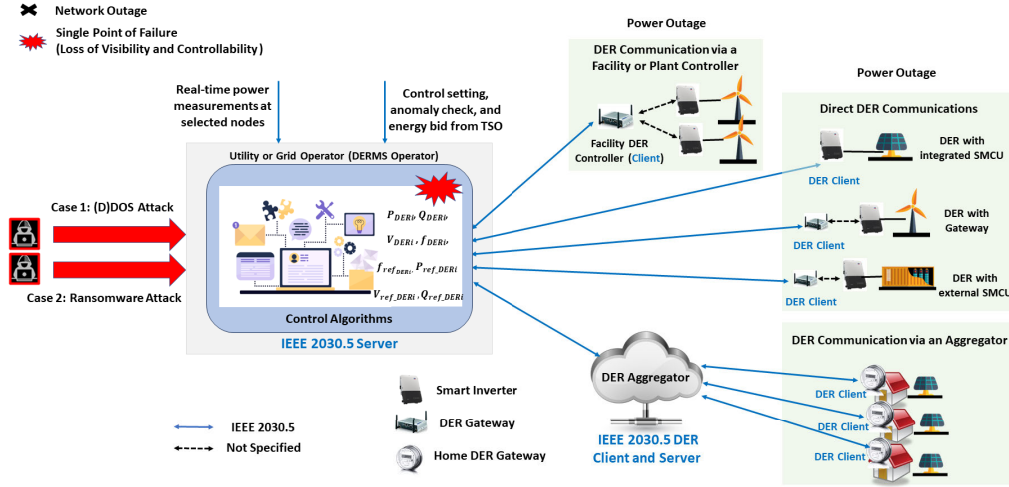 Network Outage
Single Point of Failure
(Loss of Visibility and Controllability)
Real-time power
measurements at
selected nodes
Control setting,
anomaly check, and
energy bid from TSO
Utility or Grid Operator (DERMS Operator)
P_DERi, Q_DERi,
V_DERi, f_DERi,
f_ref_DERi, P_ref_DERi
V_ref_DERi, Q_ref_DERi
Control Algorithms
IEEE 2030.5 Server
Case 1: (D)DOS Attack
Case 2: Ransomware Attack
Power Outage
DER Communication via a
Facility or Plant Controller
Facility DER
Controller (Client)
Power Outage
Direct DER Communications
DER with
integrated SMCU
DER Client
DER with
Gateway
DER Client
DER with
external SMCU
DER Client
DER Communication via an Aggregator
DER Client
DER Client
DER Client
DER Aggregator
IEEE 2030.5 DER
Client and Server
Smart Inverter
DER Gateway
Home DER Gateway
IEEE 2030.5
Not Specified